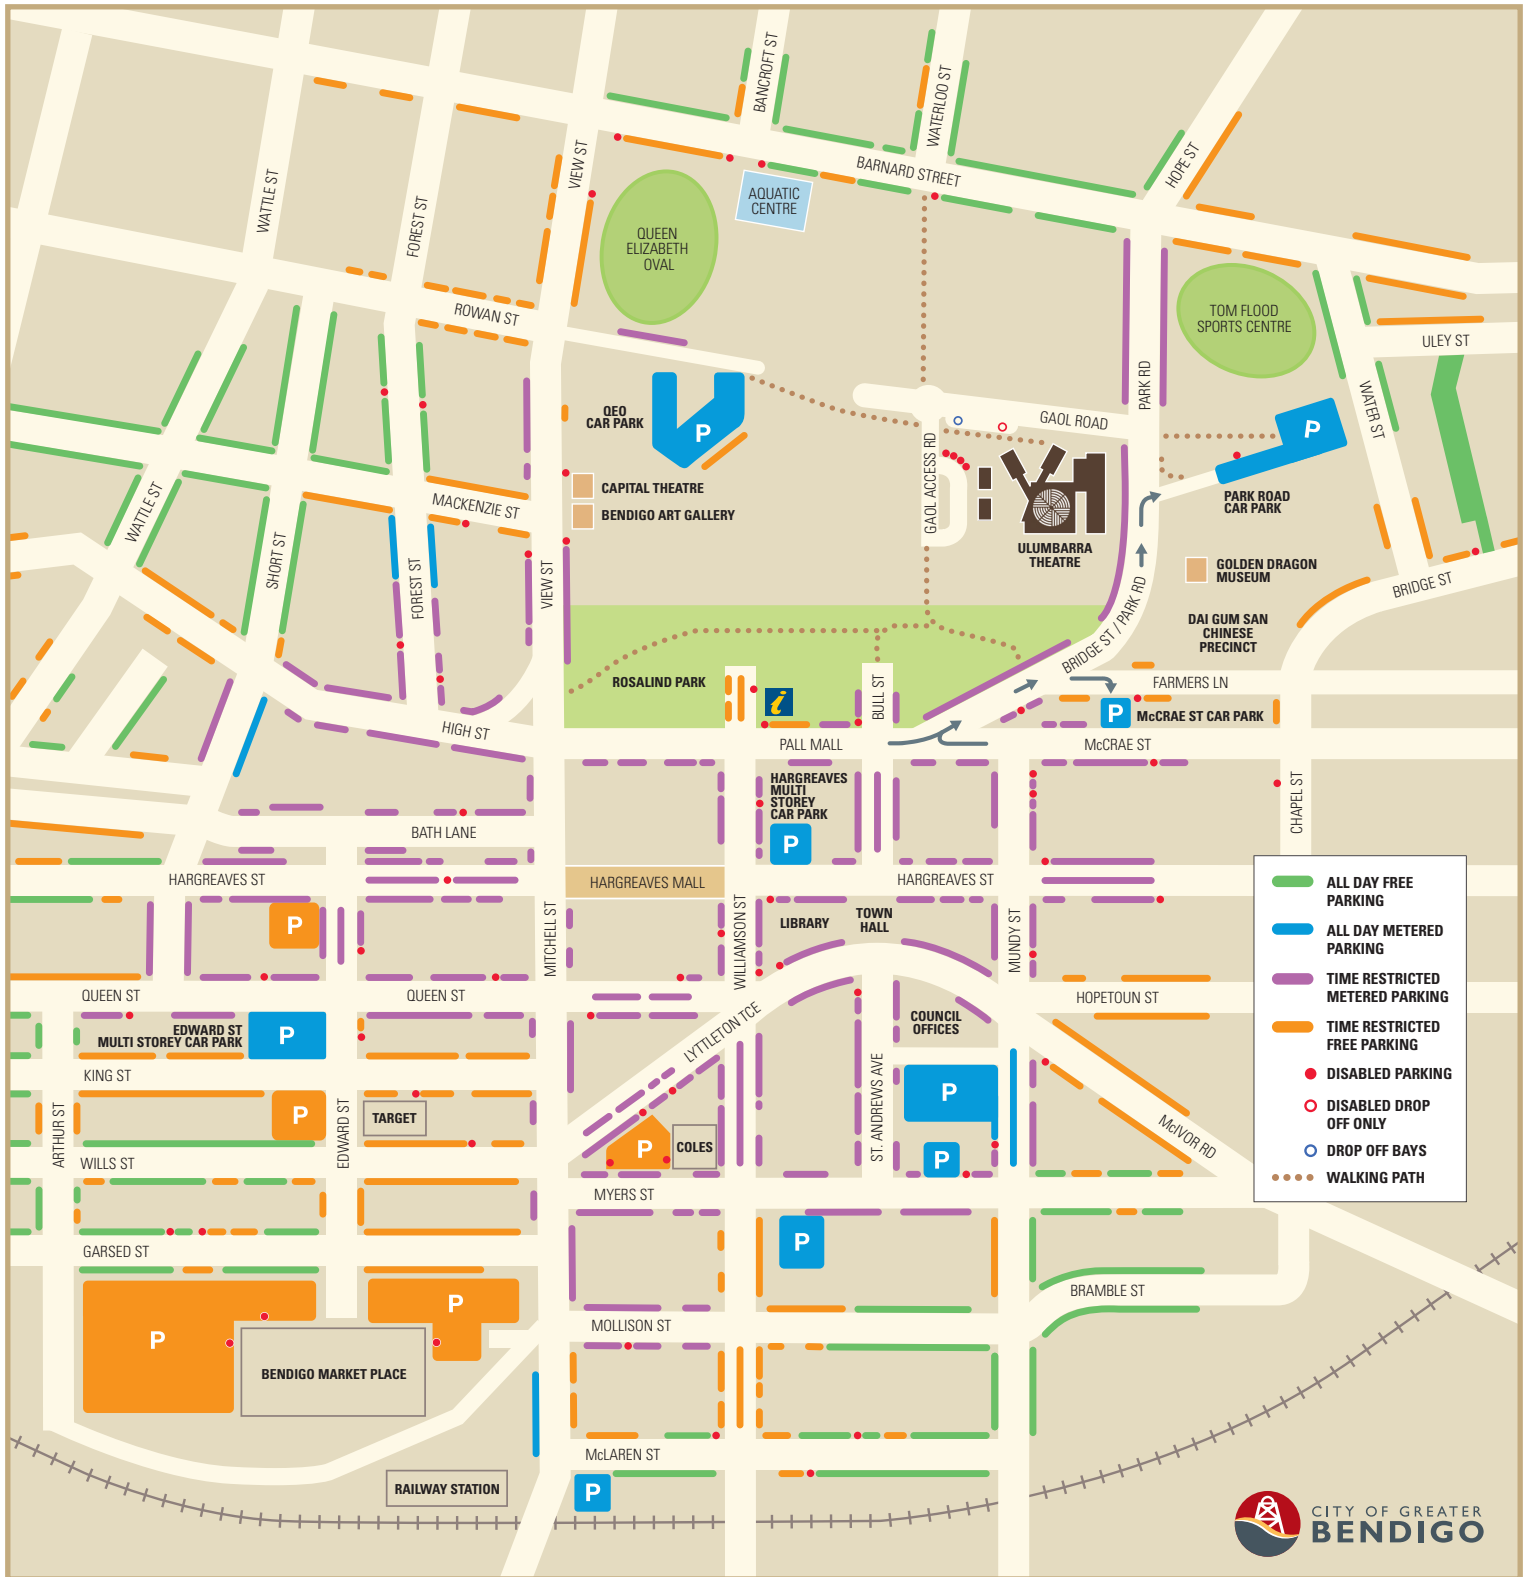 BANCROFT ST
WATERLOO ST
VIEW ST
BARNARD STREET
HOPE ST
WATTLE ST
FOREST ST
AQUATIC
CENTRE
QUEEN
ELIZABETH
OVAL
ROWAN ST
TOM FLOOD
SPORTS CENTRE
ULEY ST
PARK RD
WATER ST
QEO
CAR PARK
P
GAOL ROAD
P
GAOL ACCESS RD
CAPITAL THEATRE
BENDIGO ART GALLERY
MACKENZIE ST
WATTLE ST
PARK ROAD
CAR PARK
SHORT ST
FOREST ST
VIEW ST
ULUMBARRA
THEATRE
GOLDEN DRAGON
MUSEUM
BRIDGE ST
BRIDGE ST / PARK RD
DAI GUM SAN
CHINESE
PRECINCT
ROSALIND PARK
i
BULL ST
FARMERS LN
P
McCRAE ST CAR PARK
HIGH ST
PALL MALL
McCRAE ST
HARGREAVES
MULTI
STOREY
CAR PARK
P
CHAPEL ST
BATH LANE
HARGREAVES ST
HARGREAVES MALL
HARGREAVES ST
P
MITCHELL ST
WILLIAMSON ST
LIBRARY
TOWN
HALL
MUNDY ST
QUEEN ST
QUEEN ST
HOPETOUN ST
EDWARD ST
MULTI STOREY CAR PARK
P
LYTTLETON TCE
COUNCIL
OFFICES
KING ST
P
ARTHUR ST
EDWARD ST
TARGET
P
COLES
ST. ANDREWS AVE
P
P
McIVOR RD
WILLS ST
MYERS ST
P
GARSED ST
BRAMBLE ST
P
P
MOLLISON ST
BENDIGO MARKET PLACE
McLAREN ST
RAILWAY STATION
P
ALL DAY FREE
PARKING
ALL DAY METERED
PARKING
TIME RESTRICTED
METERED PARKING
TIME RESTRICTED
FREE PARKING
DISABLED PARKING
DISABLED DROP
OFF ONLY
DROP OFF BAYS
WALKING PATH
CITY OF GREATER
BENDIGO